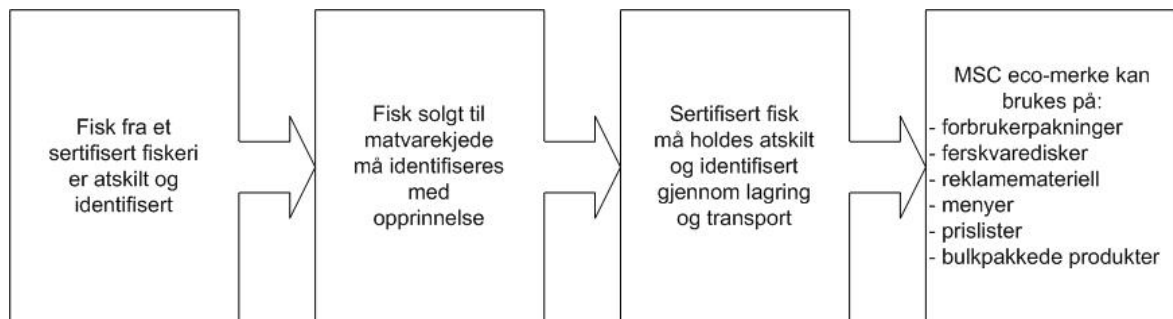 Fisk fra et
sertifisert fiskeri
er atskilt og
identifisert
Fisk solgt til
matvarekjede
må identifiseres
med
opprinnelse
Sertifisert fisk
må holdes atskilt
og identifisert
gjennom lagring
og transport
MSC eco-merke kan
brukes på:
- forbrukerpakninger
- ferskvaredisker
- reklamemateriell
- menyer
- prislister
- bulkpakkede produkter